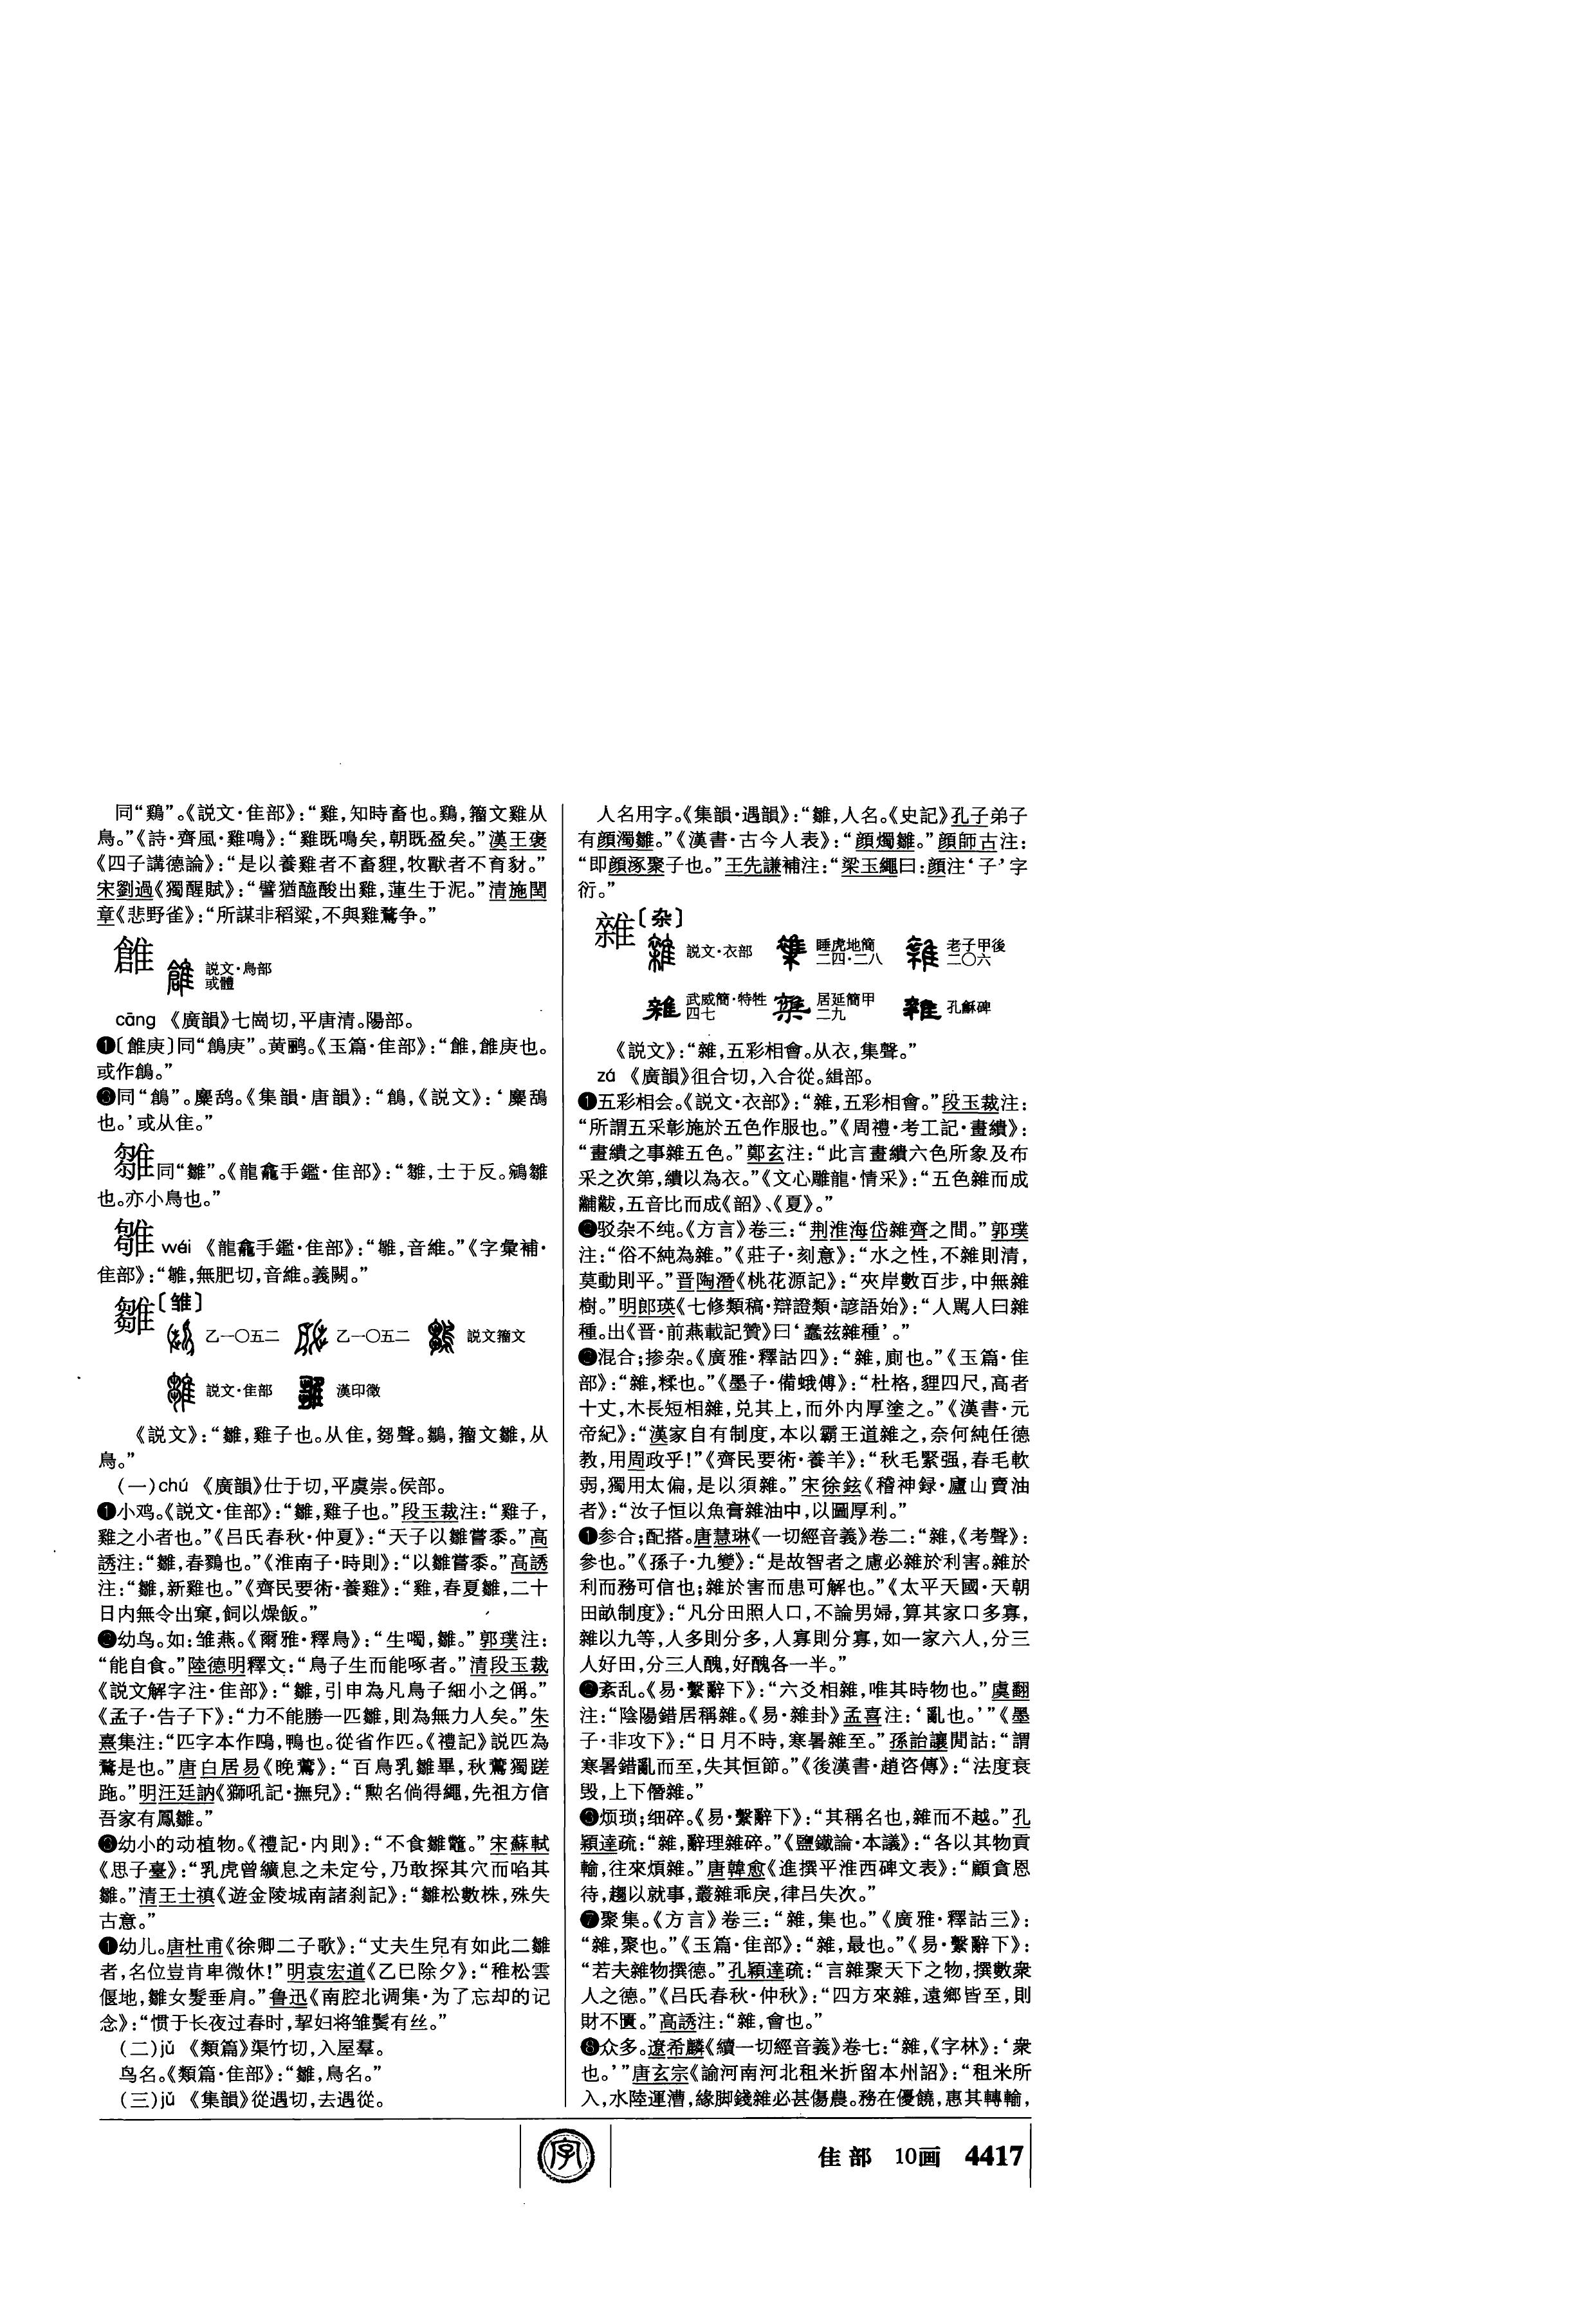 同“鷄”。《説文·隹部》：“雞，知時畜也。鷄，籀文雞从
鳥。”《詩·齊風·雞鳴》：“雞既鳴矣，朝既盈矣。”漢王褒
《四子講德論》：“是以養雞者不畜貍，牧獸者不育豺。”
宋劉過《獨醒賦》：“譬猶醯酸出雞，蓮生于泥。”清施閏
章《悲野雀》：“所謀非稻粱，不與雞鶩争。”
雓
説文·鳥部
或體
cāng 《廣韻》七崗切，平唐清。陽部。
❶〔庚〕同“鶬庚”。黄鹂。《玉篇·隹部》：“，庚也。
或作鶬。”
同“鶬”。麋鸹。《集韻·唐韻》：“鶬，《説文》：‘麋鴰
也。’或从隹。”
同“雛”。《龍龕手鑑·隹部》：“，士于反。鵷雛
也。亦小鳥也。”
wéi 《龍龕手鑑·隹部》：“，音維。”《字彙補·
隹部》：“，無肥切，音維。義闕。”
雛〔雏〕
乙一〇五二 乙一〇五二 説文籀文
説文·隹部 漢印徵
《説文》：“雛，雞子也。从隹，芻聲。鶵，籀文雛，从
鳥。”
（一）chú 《廣韻》仕于切，平虞崇。侯部。
❶小鸡。《説文·隹部》：“雛，雞子也。”段玉裁注：“雞子，
雞之小者也。”《吕氏春秋·仲夏》：“天子以雛嘗黍。”高
誘注：“雛，春鷚也。”《淮南子·時則》：“以雛嘗黍。”高誘
注：“雛，新雞也。”《齊民要術·養雞》：“雞，春夏雛，二十
日内無令出窠，飼以燥飯。”
❷幼鸟。如：雏燕。《爾雅·釋鳥》：“生噣，雛。”郭璞注：
“能自食。”陸德明釋文：“鳥子生而能啄者。”清段玉裁
《説文解字注·隹部》：“雛，引申為凡鳥子細小之偁。”
《孟子·告子下》：“力不能勝一匹雛，則為無力人矣。”朱
熹集注：“匹字本作鴄，鴨也。從省作匹。《禮記》説匹為
鶩是也。”唐白居易《晚鶯》：“百鳥乳雛畢，秋鶯獨蹉
跎。”明汪廷訥《獅吼記·撫兒》：“勳名倘得繩，先祖方信
吾家有鳳雛。”
❸幼小的动植物。《禮記·内則》：“不食雛鼈。”宋蘇軾
《思子臺》：“乳虎曾纊息之未定兮，乃敢探其穴而啗其
雛。”清王士禛《遊金陵城南諸刹記》：“雛松數株，殊失
古意。”
❶幼儿。唐杜甫《徐卿二子歌》：“丈夫生兒有如此二雛
者，名位豈肯卑微休！”明袁宏道《乙巳除夕》：“稚松雲
偃地，雛女髮垂肩。”鲁迅《南腔北调集·为了忘却的记
念》：“惯于长夜过春时，挈妇将雏鬓有丝。”
（二）jú 《類篇》渠竹切，入屋羣。
鸟名。《類篇·隹部》：“雛，鳥名。”
（三）jù 《集韻》從遇切，去遇從。
人名用字。《集韻·遇韻》：“雛，人名。《史記》孔子弟子
有顔濁雛。”《漢書·古今人表》：“顔燭雛。”顔師古注：
“即顔涿聚子也。”王先謙補注：“梁玉繩曰：顔注‘子’字
衍。”
雜〔杂〕
説文·衣部 睡虎地簡二四·二八 老子甲後二〇六
武威簡·特牲四七 居延簡甲二九 孔龢碑
《説文》：“雜，五彩相會。从衣，集聲。”
zá 《廣韻》徂合切，入合從。緝部。
❶五彩相会。《説文·衣部》：“雜，五彩相會。”段玉裁注：
“所謂五采彰施於五色作服也。”《周禮·考工記·畫繢》：
“畫繢之事雜五色。”鄭玄注：“此言畫繢六色所象及布
采之次第，繢以為衣。”《文心雕龍·情采》：“五色雜而成
黼黻，五音比而成《韶》、《夏》。”
❷驳杂不纯。《方言》卷三：“荆淮海岱雜齊之間。”郭璞
注：“俗不純為雜。”《莊子·刻意》：“水之性，不雜則清，
莫動則平。”晋陶潛《桃花源記》：“夾岸數百步，中無雜
樹。”明郎瑛《七修類稿·辯證類·諺語始》：“人罵人曰雜
種。出《晋·前燕載記贊》曰‘蠢兹雜種’。”
❸混合；掺杂。《廣雅·釋詁四》：“雜，廁也。”《玉篇·隹
部》：“雜，糅也。”《墨子·備蛾傅》：“杜格，貍四尺，高者
十丈，木長短相雜，兑其上，而外内厚塗之。”《漢書·元
帝紀》：“漢家自有制度，本以霸王道雜之，奈何純任德
教，用周政乎！”《齊民要術·養羊》：“秋毛緊强，春毛軟
弱，獨用太偏，是以須雜。”宋徐鉉《稽神録·廬山賣油
者》：“汝子恒以魚膏雜油中，以圖厚利。”
❶参合；配搭。唐慧琳《一切經音義》卷二：“雜，《考聲》：
參也。”《孫子·九變》：“是故智者之慮必雜於利害。雜於
利而務可信也；雜於害而患可解也。”《太平天國·天朝
田畝制度》：“凡分田照人口，不論男婦，算其家口多寡，
雜以九等，人多則分多，人寡則分寡，如一家六人，分三
人好田，分三人醜，好醜各一半。”
紊乱。《易·繫辭下》：“六爻相雜，唯其時物也。”虞翻
注：“陰陽錯居稱雜。《易·雜卦》孟喜注：‘亂也。’”《墨
子·非攻下》：“日月不時，寒暑雜至。”孫詒讓閒詁：“謂
寒暑錯亂而至，失其恒節。”《後漢書·趙咨傳》：“法度衰
毁，上下僭雜。”
烦琐；细碎。《易·繫辭下》：“其稱名也，雜而不越。”孔
穎達疏：“雜，辭理雜碎。”《鹽鐵論·本議》：“各以其物貢
輸，往來煩雜。”唐韓愈《進撰平淮西碑文表》：“顧貪恩
待，趨以就事，叢雜乖戾，律吕失次。”
❼聚集。《方言》卷三：“雜，集也。”《廣雅·釋詁三》：
“雜，聚也。”《玉篇·隹部》：“雜，最也。”《易·繫辭下》：
“若夫雜物撰德。”孔穎達疏：“言雜聚天下之物，撰數衆
人之德。”《吕氏春秋·仲秋》：“四方來雜，遠鄉皆至，則
財不匱。”高誘注：“雜，會也。”
❽众多。遼希麟《續一切經音義》卷七：“雜，《字林》：‘衆
也。’”唐玄宗《諭河南河北租米折留本州詔》：“租米所
入，水陸運漕，緣脚錢雜必甚傷農。務在優饒，惠其轉輸，
字
隹部 10画 4417